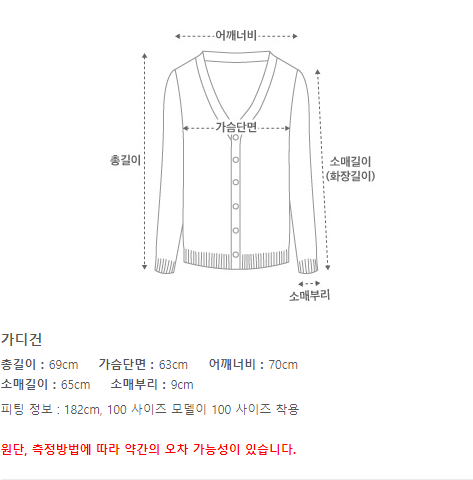 어깨너비
가슴단면
총길이
소매길이
(화장길이)
소매부리
가디건
총길이 : 69cm 가슴단면 : 63cm 어깨너비 : 70cm
소매길이 : 65cm 소매부리 : 9cm
피팅 정보 : 182cm, 100 사이즈 모델이 100 사이즈 착용
원단, 측정방법에 따라 약간의 오차 가능성이 있습니다.